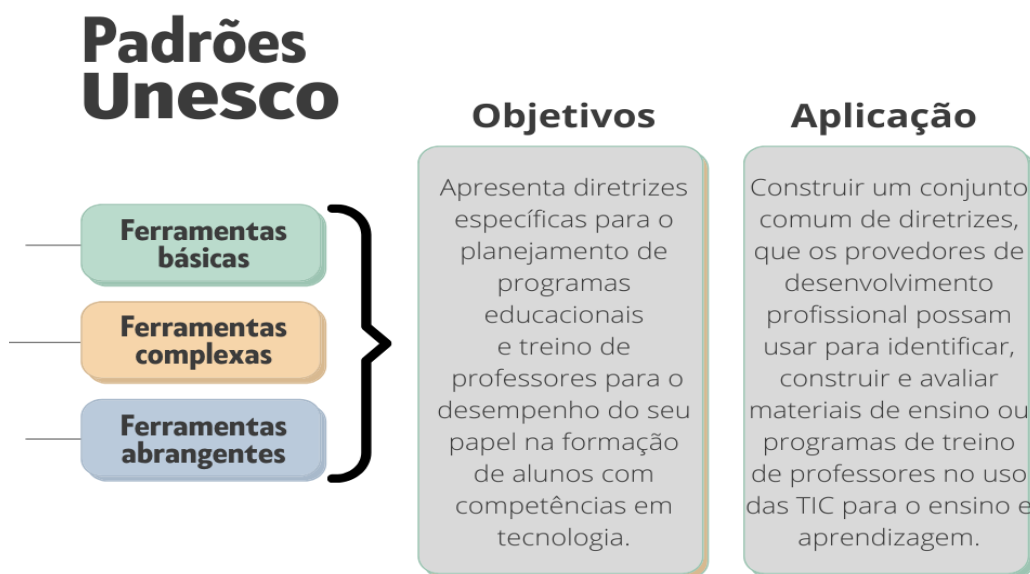 Padrões
Unesco
Ferramentas
básicas
Ferramentas
complexas
Ferramentas
abrangentes
Objetivos
Apresenta diretrizes
específicas para o
planejamento de
programas
educacionais
e treino de
professores para o
desempenho do seu
papel na formação
de alunos com
competências em
tecnologia.
Aplicação
Construir um conjunto
comum de diretrizes,
que os provedores de
desenvolvimento
profissional possam
usar para identificar,
construir e avaliar
materiais de ensino ou
programas de treino
de professores no uso
das TIC para o ensino e
aprendizagem.